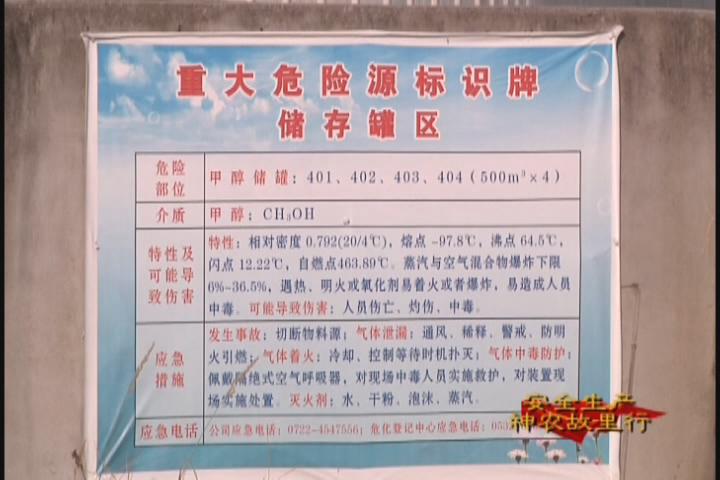 重大危险源标识牌
储存罐区
危险部位
甲醇储罐：401、402、403、404（500m³×4）
介质
甲醇：CH₃OH
特性及可能导致伤害
特性：相对密度 0.792(20/4℃)，熔点 -97.8℃，沸点 64.5℃，
闪点 12.22℃，自燃点463.89℃。蒸汽与空气混合物爆炸下限
6%-36.5%，遇热、明火或氧化剂易着火或者爆炸，易造成人员
中毒。可能导致伤害：人员伤亡、灼伤、中毒。
应急措施
发生事故：切断物料源；气体泄漏：通风、稀释、警戒、防明
火引燃；气体着火：冷却、控制等待时机扑灭；气体中毒防护：
佩戴隔绝式空气呼吸器，对现场中毒人员实施救护，对装置现
场实施处置。灭火剂：水、干粉、泡沫、蒸汽。
应急电话
公司应急电话：0722-4547556；危化登记中心应急电话：053
安全生产
神农故里行